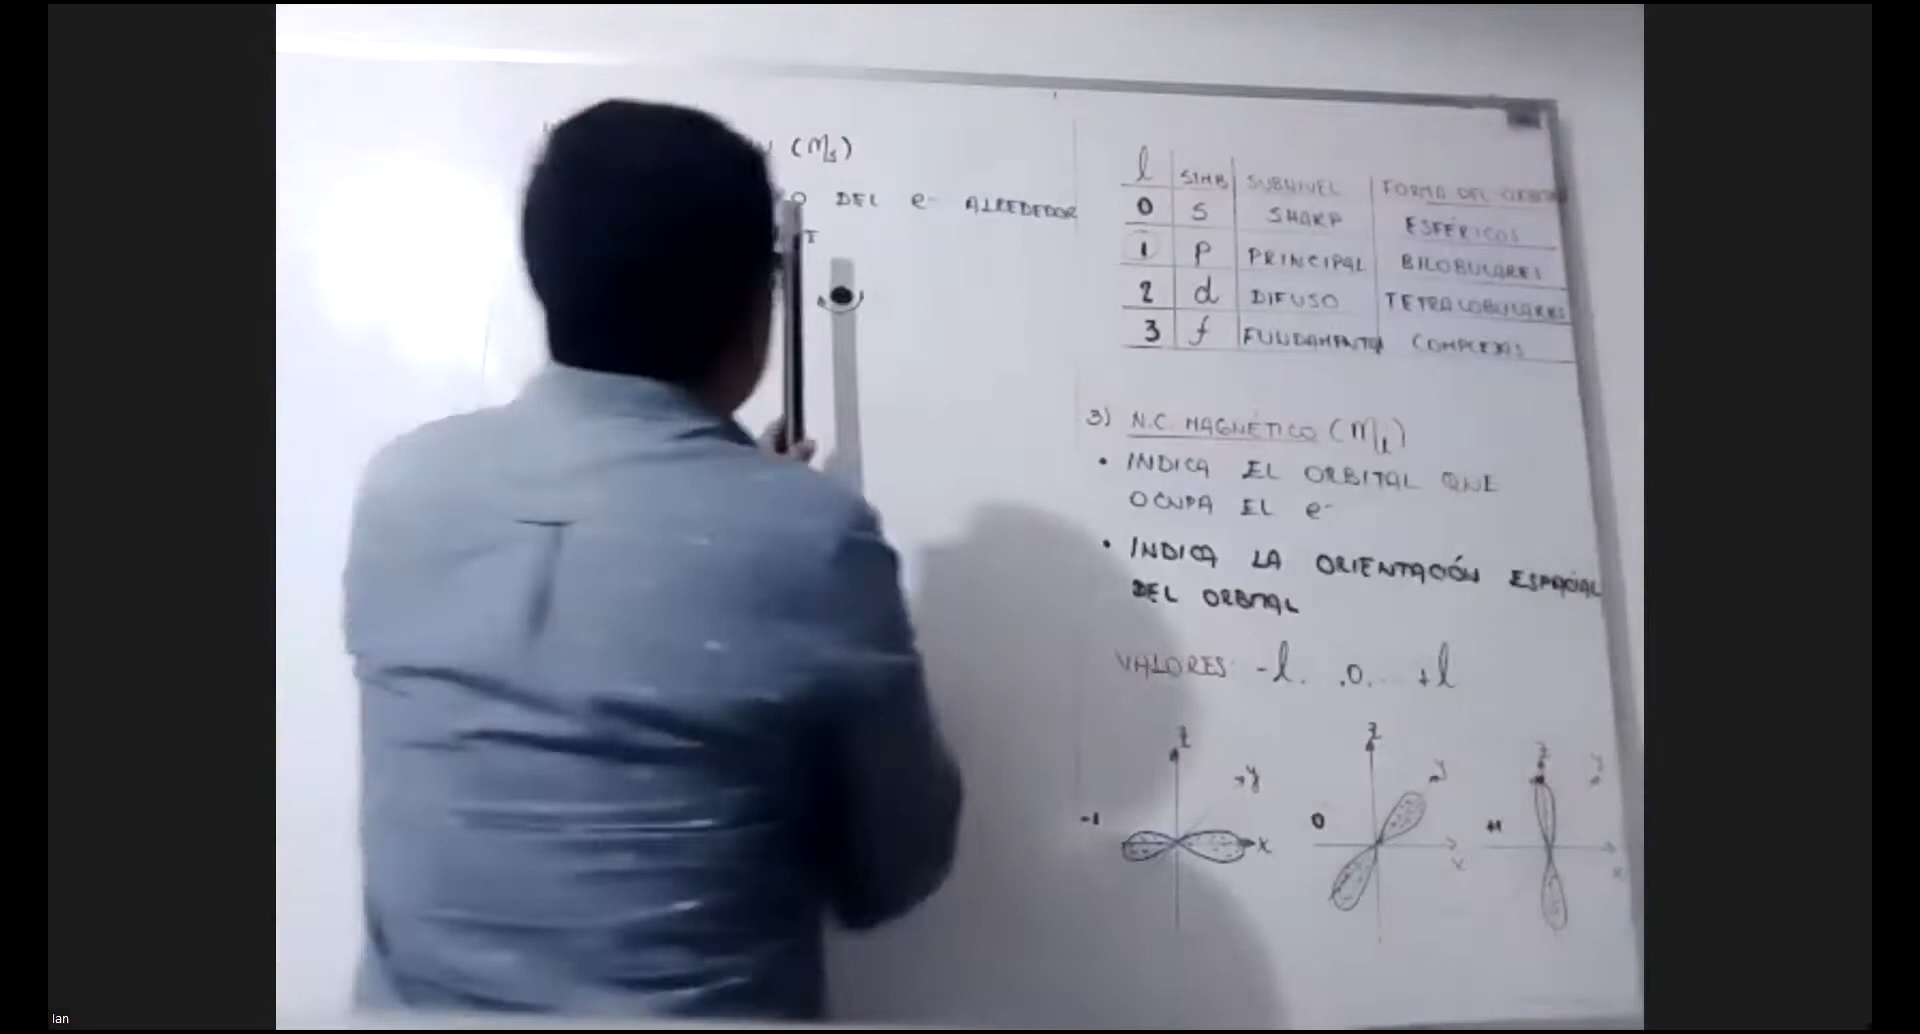 (ms)
DEL e- ALREDEDOR
l SIMB SUBNIVEL FORMA DEL
0 S SHARP ESFÉRICOS
1 p PRINCIPAL BILOBULARES
2 d DIFUSO TETRALOBULARES
3 f COMPLEJAS
3) N.C. MAGNÉTICO (ml)
• INDICA EL ORBITAL QUE
OCUPA EL e-
• INDICA LA ORIENTACIÓN ESPACIAL
DEL ORBITAL
VALORES: -l. .0. .. +l
z z z
y y y
-1 0 +1
x x x
Ian